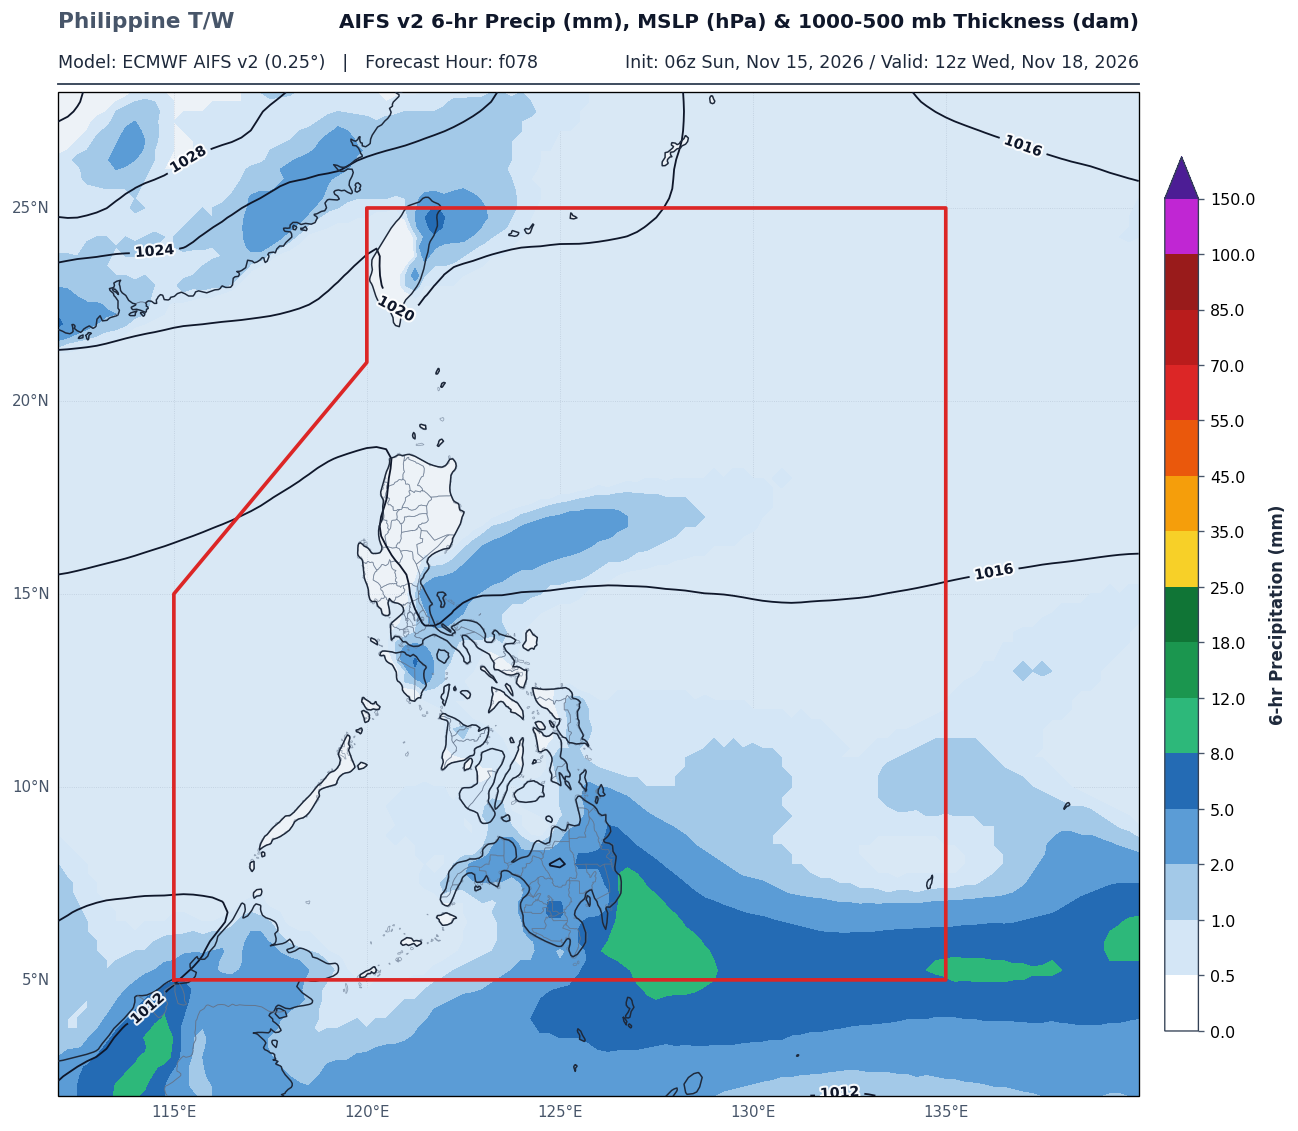 Philippine T/W
AIFS v2 6-hr Precip (mm), MSLP (hPa) & 1000-500 mb Thickness (dam)
Model: ECMWF AIFS v2 (0.25°) | Forecast Hour: f078
Init: 06z Sun, Nov 15, 2026 / Valid: 12z Wed, Nov 18, 2026
1028
1016
1024
1020
1016
1012
1012
25°N
20°N
15°N
10°N
5°N
115°E
120°E
125°E
130°E
135°E
150.0
100.0
85.0
70.0
55.0
45.0
35.0
25.0
18.0
12.0
8.0
5.0
2.0
1.0
0.5
0.0
6-hr Precipitation (mm)